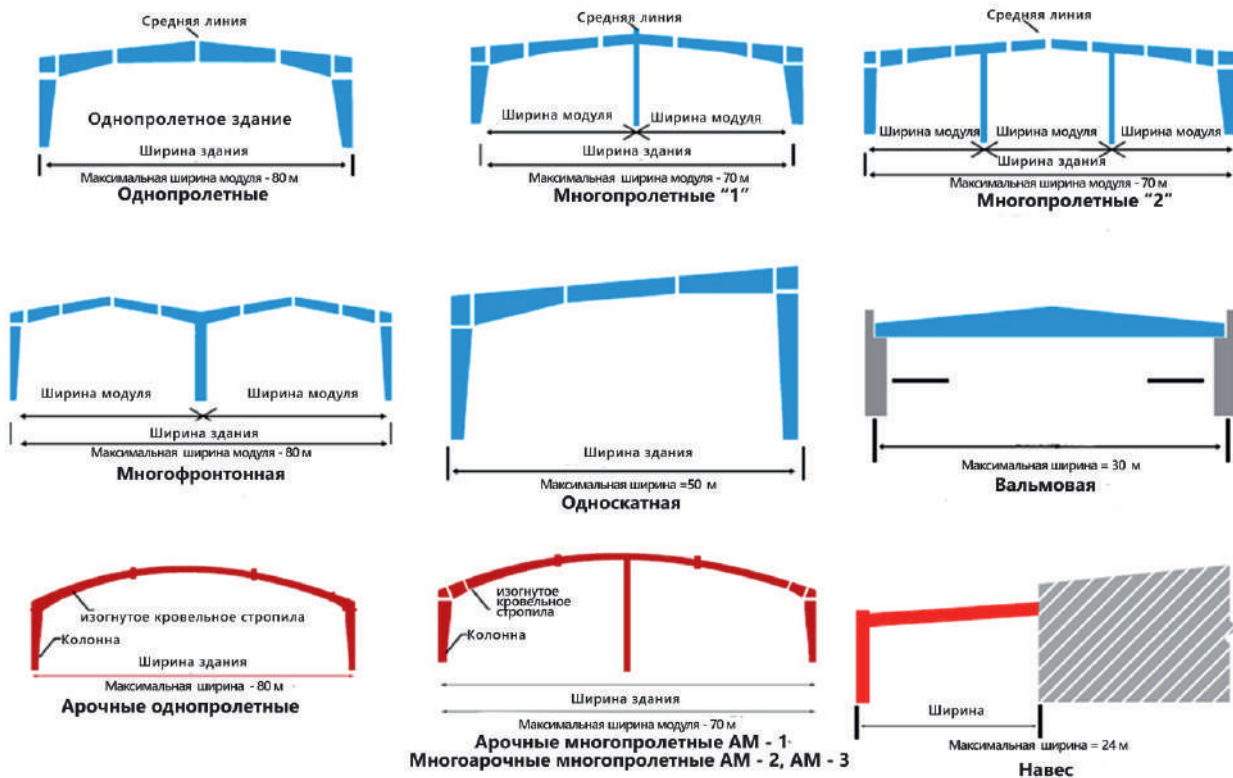 Средняя линия
Однопролетное здание
Ширина здания
Максимальная ширина модуля - 80 м
Однопролетные
Средняя линия
Ширина модуля
Ширина модуля
Ширина здания
Максимальная ширина модуля - 70 м
Многопролетные “1”
Средняя линия
Ширина модуля
Ширина модуля
Ширина модуля
Ширина здания
Максимальная ширина модуля - 70м
Многопролетные “2”
Ширина модуля
Ширина модуля
Ширина здания
Максимальная ширина модуля - 80 м
Многофронтонная
Ширина здания
Максимальная ширина =50 м
Односкатная
Максимальная ширина = 30 м
Вальмовая
изогнутое кровельное стропила
Колонна
Ширина здания
Максимальная ширина - 80 м
Арочные однопролетные
изогнутое
кровельное
стропила
Колонна
Ширина здания
Максимальная ширина модуля - 70 м
Арочные многопролетные АМ - 1
Многоарочные многопролетные АМ - 2, АМ - 3
Ширина
Максимальная ширина = 24 м
Навес